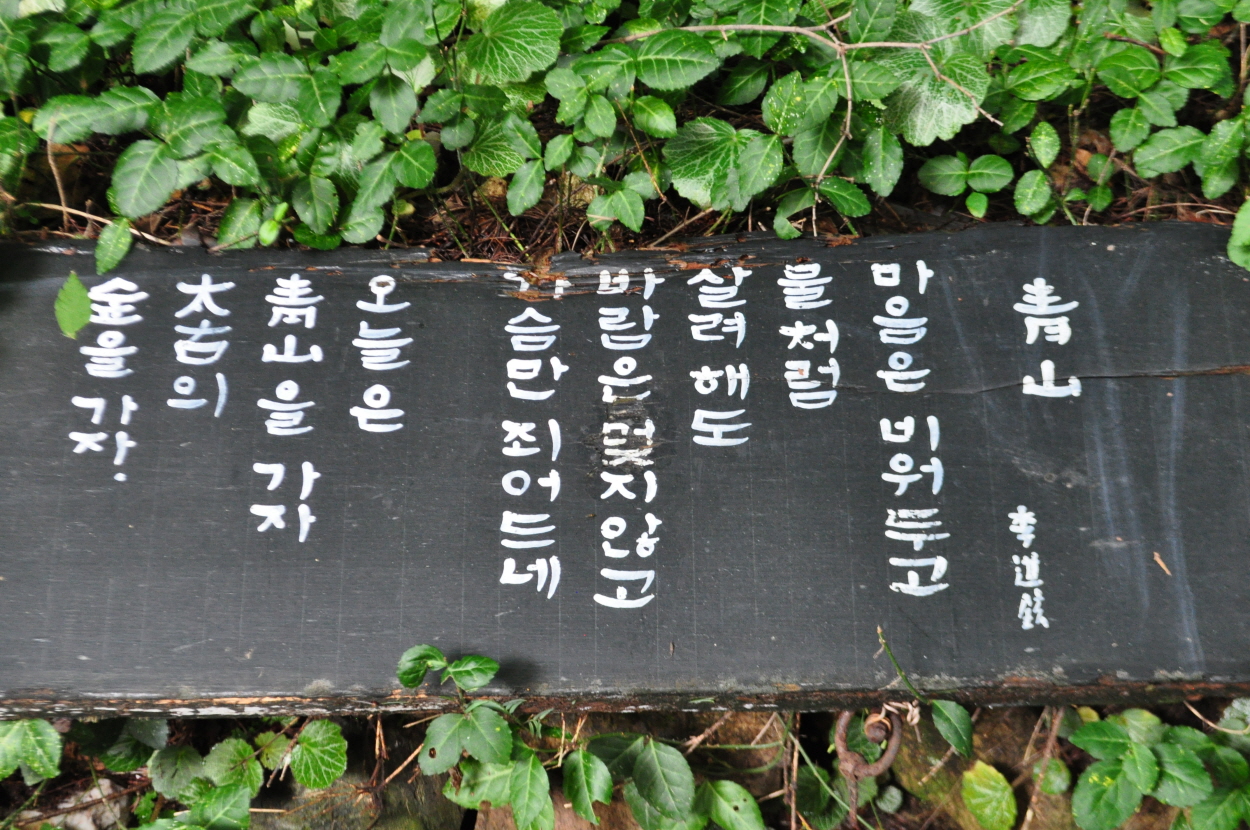 靑山
李道鉉
마음은 비워두고
물처럼
살려 해도
바람은 멎지않고
가슴만 죄어드네
오늘은
靑山을 가자
太古의
숲을 가자.